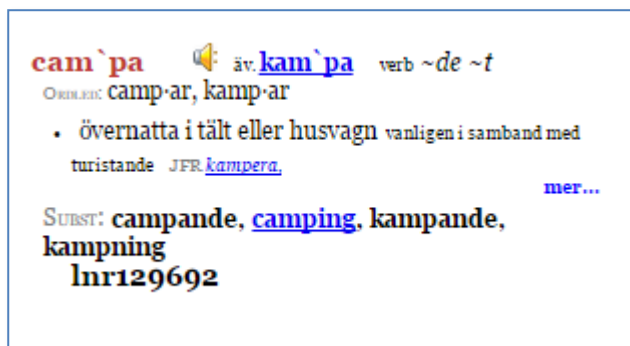 cam`pa äv. kam`pa verb ~de ~t
ORDLED: camp·ar, kamp·ar
• övernatta i tält eller husvagn vanligen i samband med
turistande JFR kampera,
mer...
SUBST: campande, camping, kampande,
kampning
lnr129692